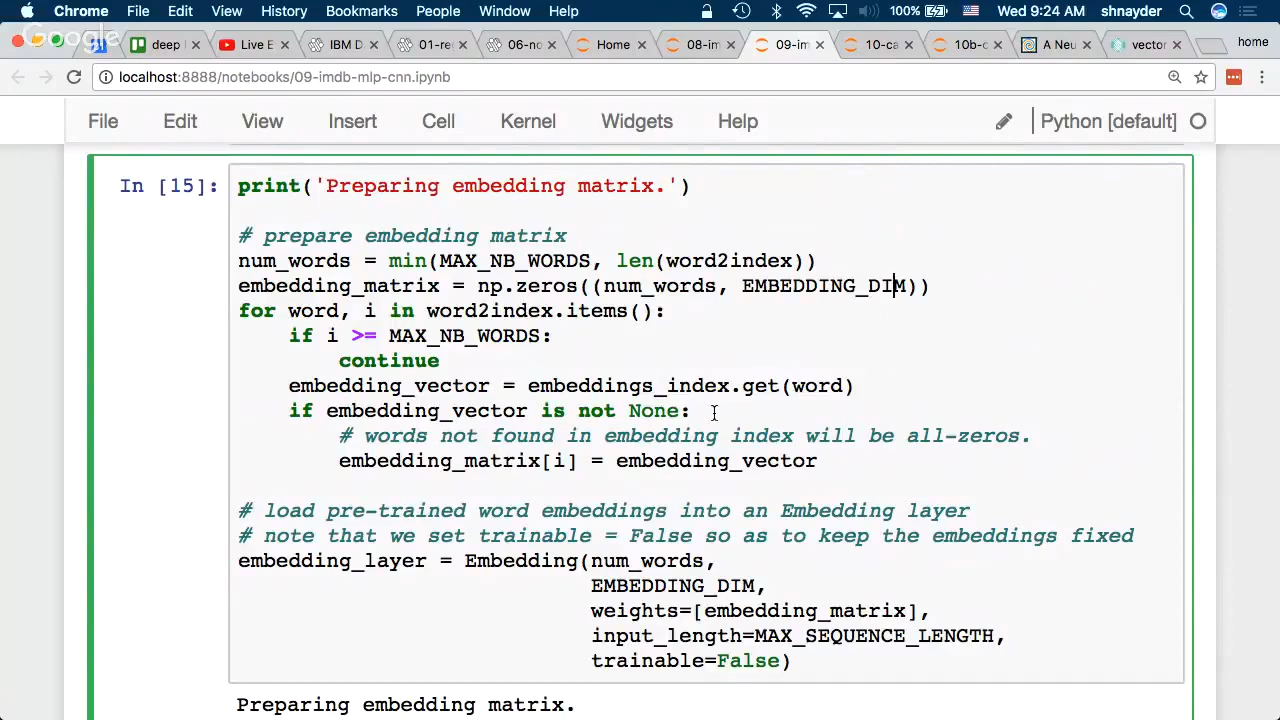 Chrome File Edit View History Bookmarks People Window Help 100% Wed 9:24 AM shnayder
Google
deep l Live E IBM D 01-re 06-no Home 08-im 09-im 10-ca 10b-c A Neu vector home
localhost:8888/notebooks/09-imdb-mlp-cnn.ipynb
File Edit View Insert Cell Kernel Widgets Help Python [default]
In [15]: print('Preparing embedding matrix.')
# prepare embedding matrix
num_words = min(MAX_NB_WORDS, len(word2index))
embedding_matrix = np.zeros((num_words, EMBEDDING_DIM))
for word, i in word2index.items():
    if i >= MAX_NB_WORDS:
        continue
    embedding_vector = embeddings_index.get(word)
    if embedding_vector is not None:
        # words not found in embedding index will be all-zeros.
        embedding_matrix[i] = embedding_vector
# load pre-trained word embeddings into an Embedding layer
# note that we set trainable = False so as to keep the embeddings fixed
embedding_layer = Embedding(num_words,
                            EMBEDDING_DIM,
                            weights=[embedding_matrix],
                            input_length=MAX_SEQUENCE_LENGTH,
                            trainable=False)
Preparing embedding matrix.